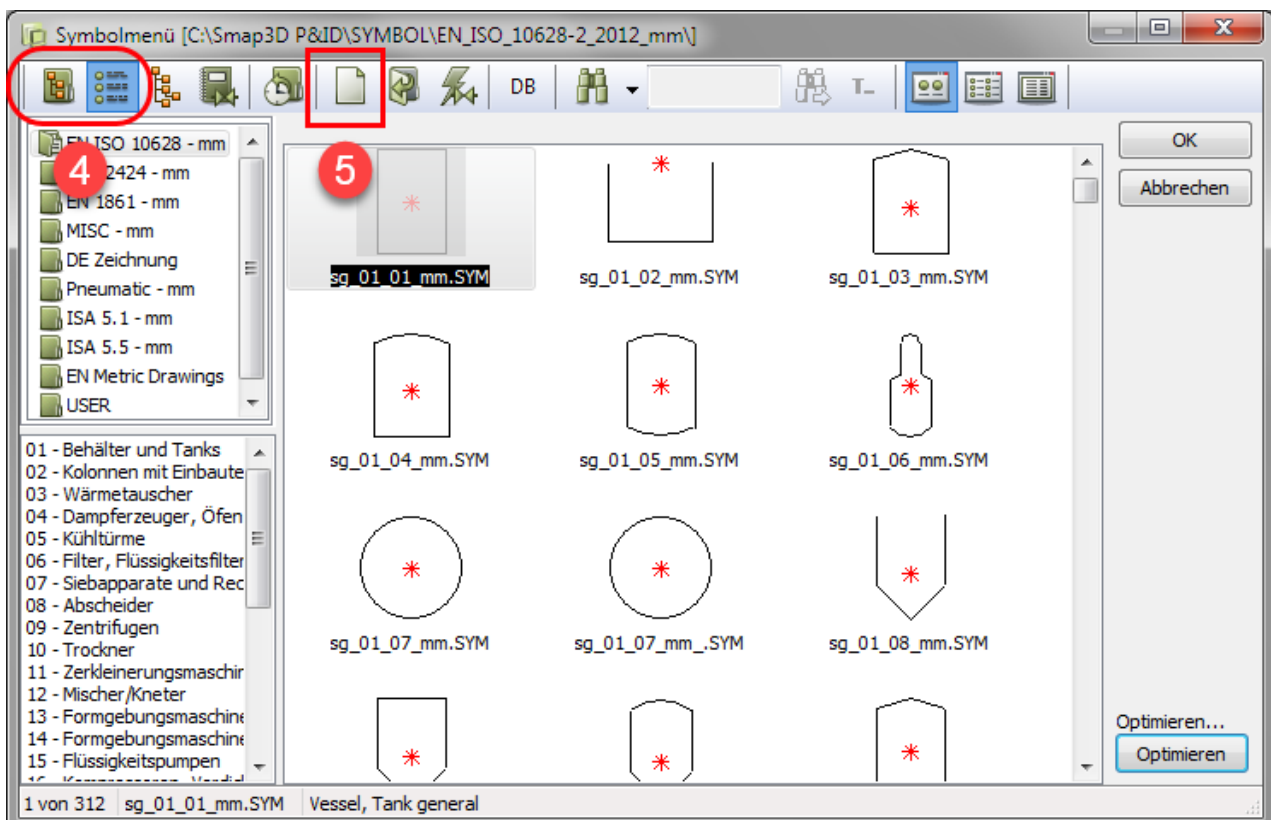 Symbolmenü [C:\Smap3D P&ID\SYMBOL\EN_ISO_10628-2_2012_mm\]
DB
T
4
5
EN ISO 10628 - mm
2424 - mm
EN 1861 - mm
MISC - mm
DE Zeichnung
Pneumatic - mm
ISA 5.1 - mm
ISA 5.5 - mm
EN Metric Drawings
USER
01 - Behälter und Tanks
02 - Kolonnen mit Einbaute
03 - Wärmetauscher
04 - Dampferzeuger, Öfen
05 - Kühltürme
06 - Filter, Flüssigkeitsfilter
07 - Siebapparate und Rec
08 - Abscheider
09 - Zentrifugen
10 - Trockner
11 - Zerkleinerungsmaschir
12 - Mischer/Kneter
13 - Formgebungsmaschine
14 - Formgebungsmaschine
15 - Flüssigkeitspumpen
sg_01_01_mm.SYM
sg_01_02_mm.SYM
sg_01_03_mm.SYM
sg_01_04_mm.SYM
sg_01_05_mm.SYM
sg_01_06_mm.SYM
sg_01_07_mm.SYM
sg_01_07_mm_.SYM
sg_01_08_mm.SYM
OK
Abbrechen
Optimieren...
Optimieren
1 von 312 sg_01_01_mm.SYM Vessel, Tank general